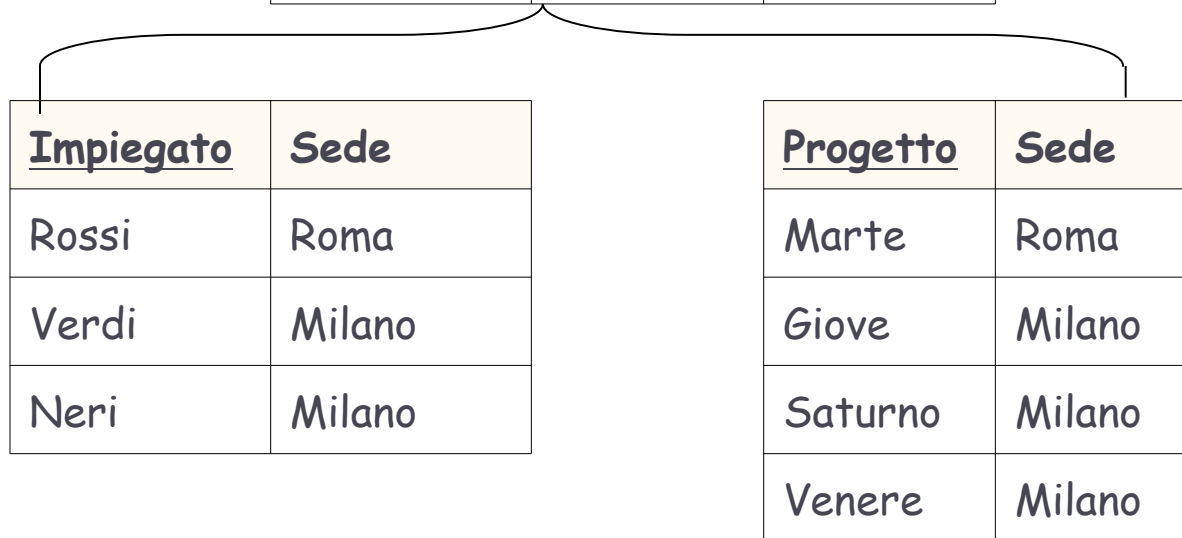 Impiegato Sede
Rossi Roma
Verdi Milano
Neri Milano
Progetto Sede
Marte Roma
Giove Milano
Saturno Milano
Venere Milano